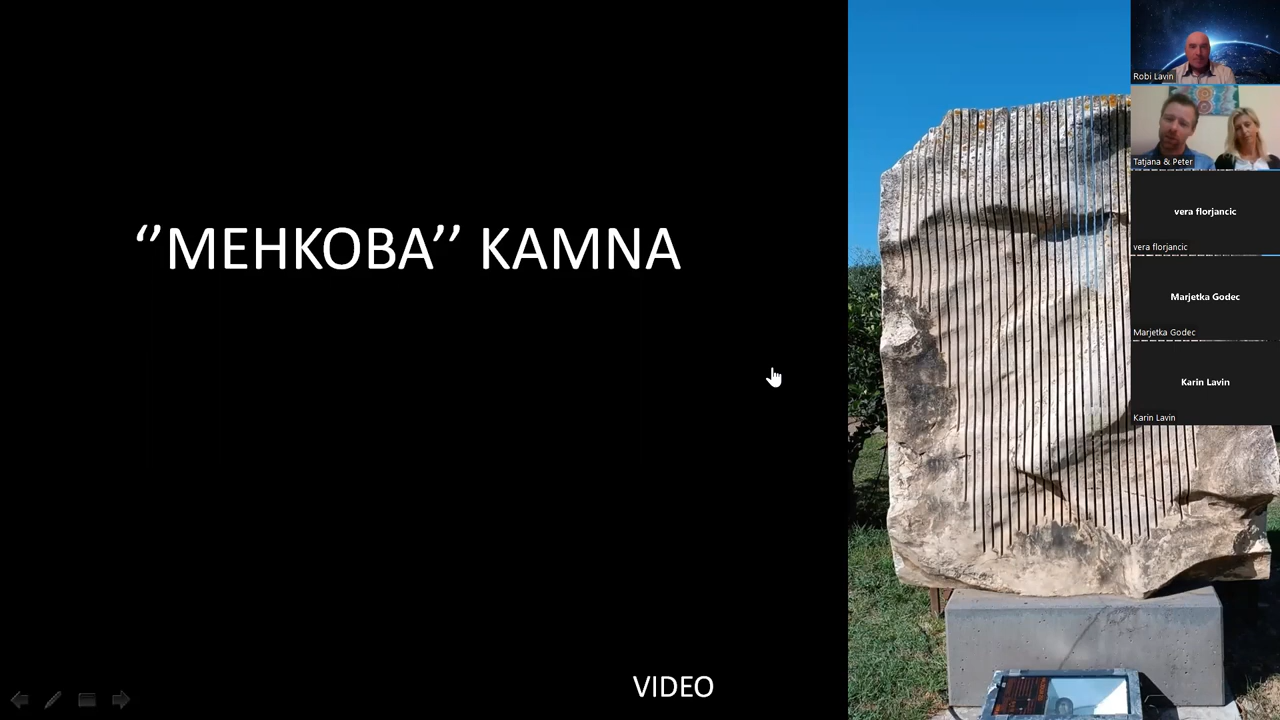 ‘’MEHKOBA’’ KAMNA
VIDEO
Robi Lavin
Tatjana & Peter
vera florjancic
vera florjancic
Marjetka Godec
Marjetka Godec
Karin Lavin
Karin Lavin